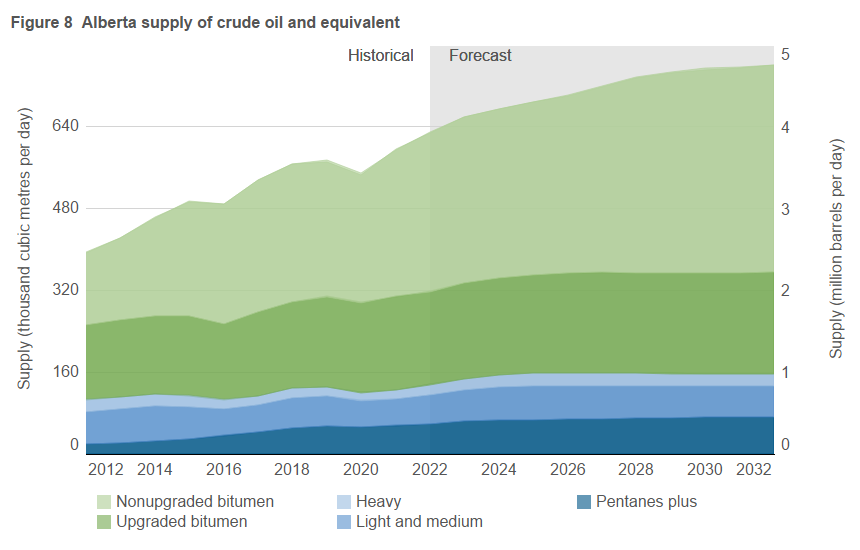 Figure 8  Alberta supply of crude oil and equivalent
Historical
Forecast
Supply (thousand cubic metres per day)
640
480
320
160
0
5
4
3
2
1
0
Supply (million barrels per day)
2012 2014 2016 2018 2020 2022 2024 2026 2028 2030 2032
Nonupgraded bitumen
Heavy
Pentanes plus
Upgraded bitumen
Light and medium